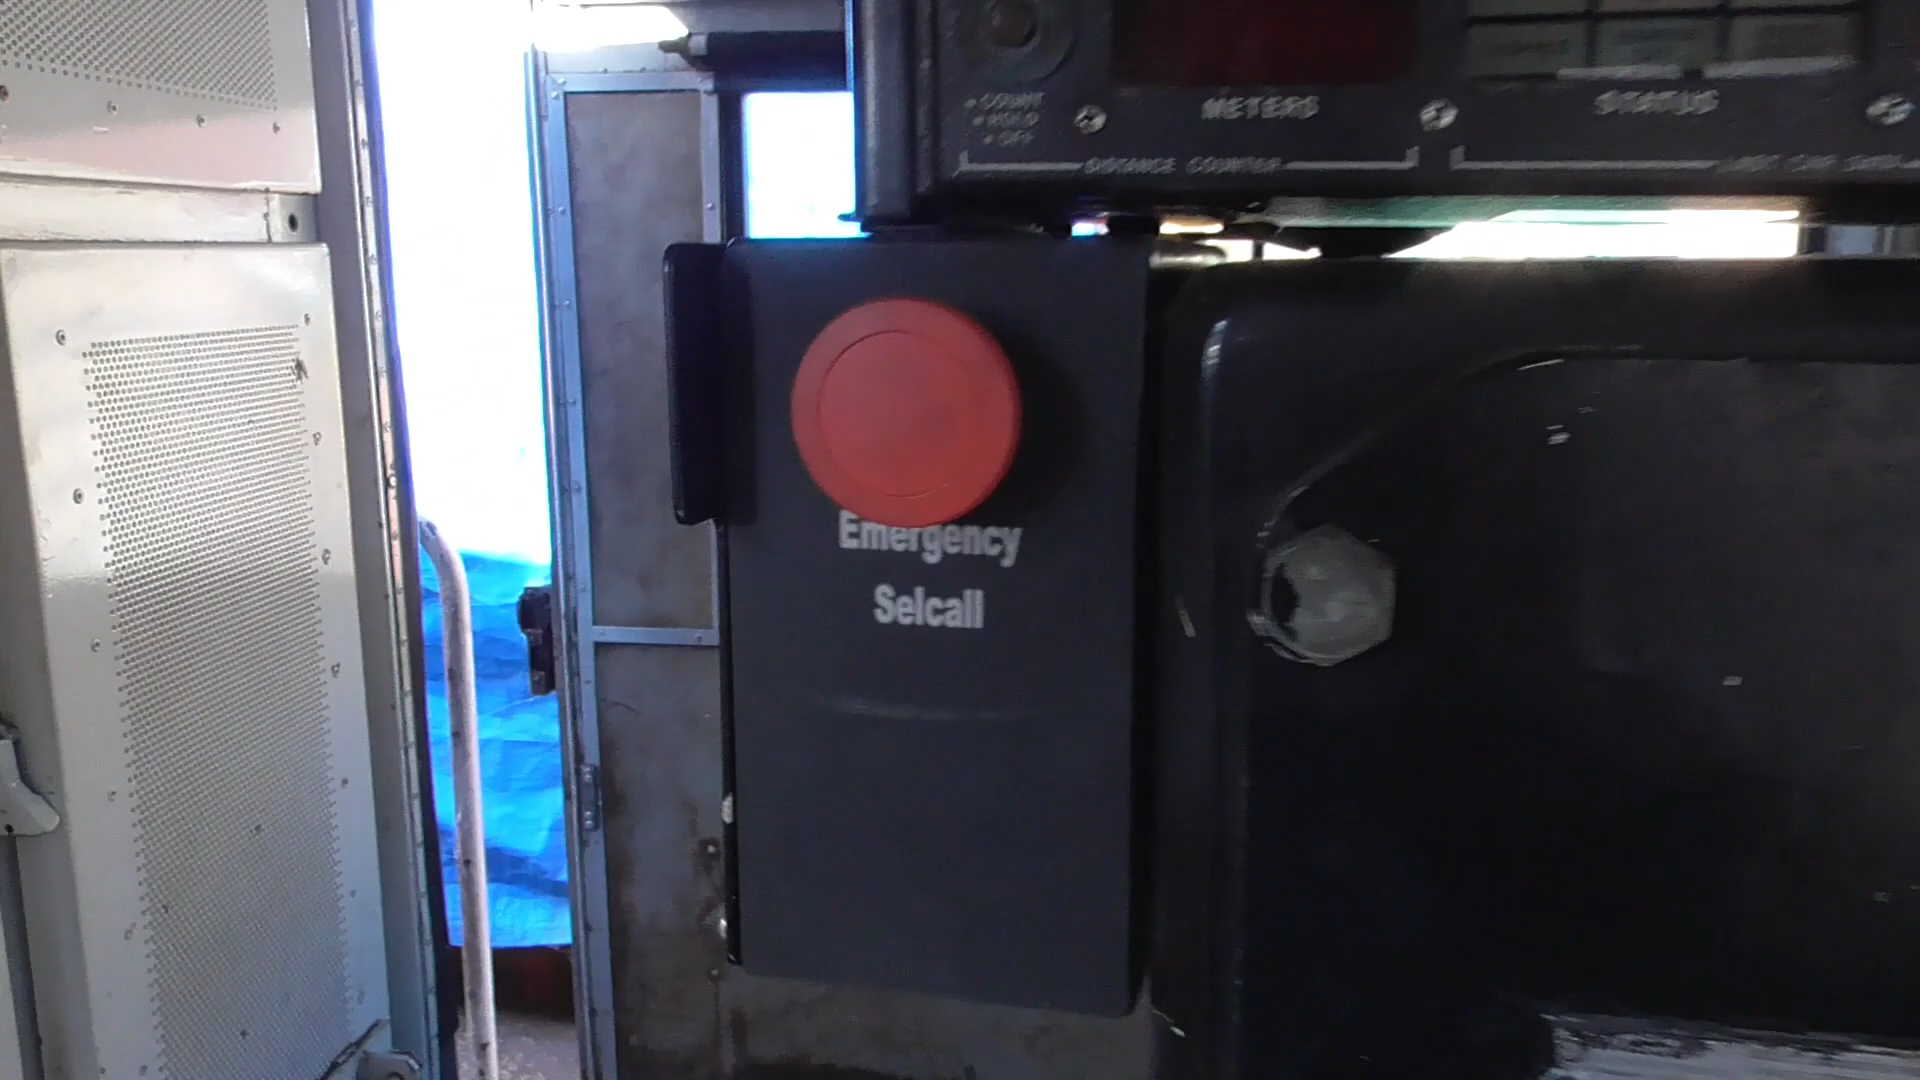 COUNT
HOLD
OFF
METERS
STATUS
DISTANCE COUNTER
Emergency
Selcall